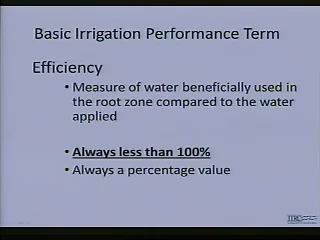 Basic Irrigation Performance Term
Efficiency
• Measure of water beneficially used in
the root zone compared to the water
applied
• Always less than 100%
• Always a percentage value